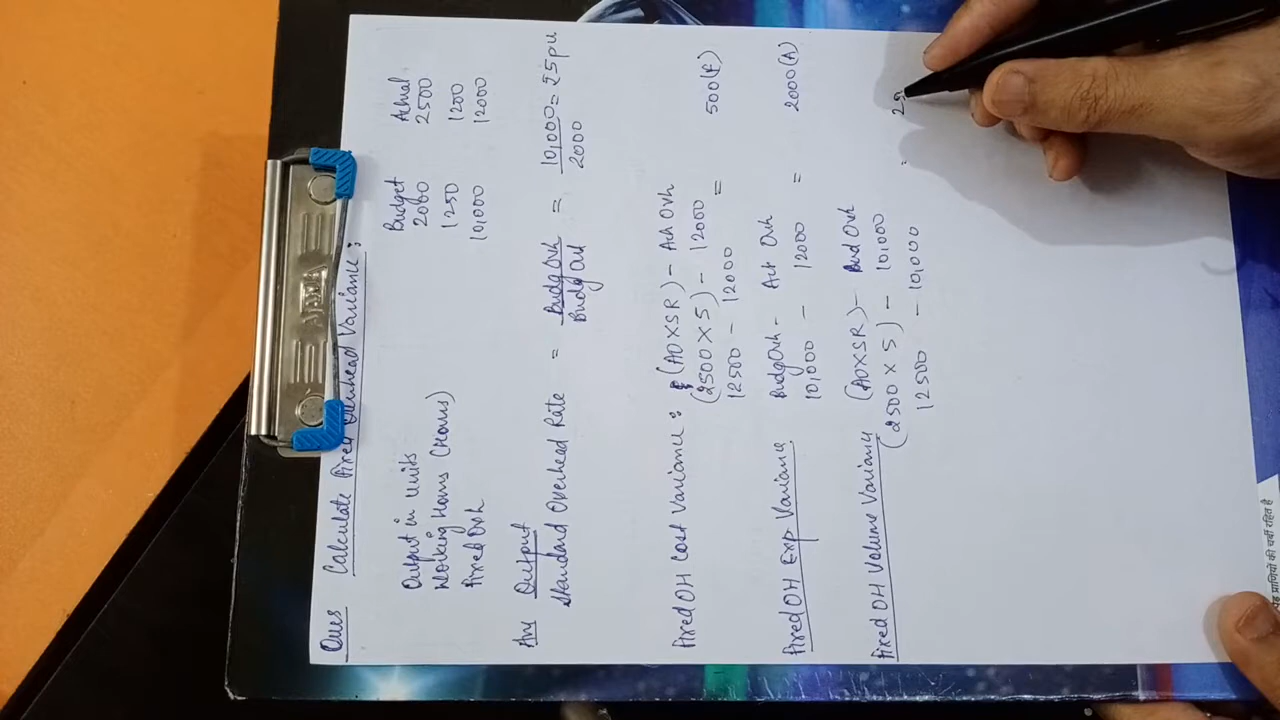 Ques Calculate Fixed Overhead Variance :
Budget Actual
Output in units 2000 2500
Working Hours (Hours) 1250 1200
Fixed Ovh 10,000 12000
Ans Output
Standard Overhead Rate = Budg Ovh = 10,000 = ₹5 pu
Budg Out 2000
Fixed OH Cost Variance : (AO X SR) - Act Ovh
(2500 X 5) - 12000
12500 - 12000 = 500 (F)
Fixed OH Exp Variance Budg Ovh - Act Ovh
10,000 - 12000 = 2000 (A)
Fixed OH Volume Variance (AO X SR) - Bud Ovh
(2500 X 5) - 10,000 = 25
12500 - 10,000